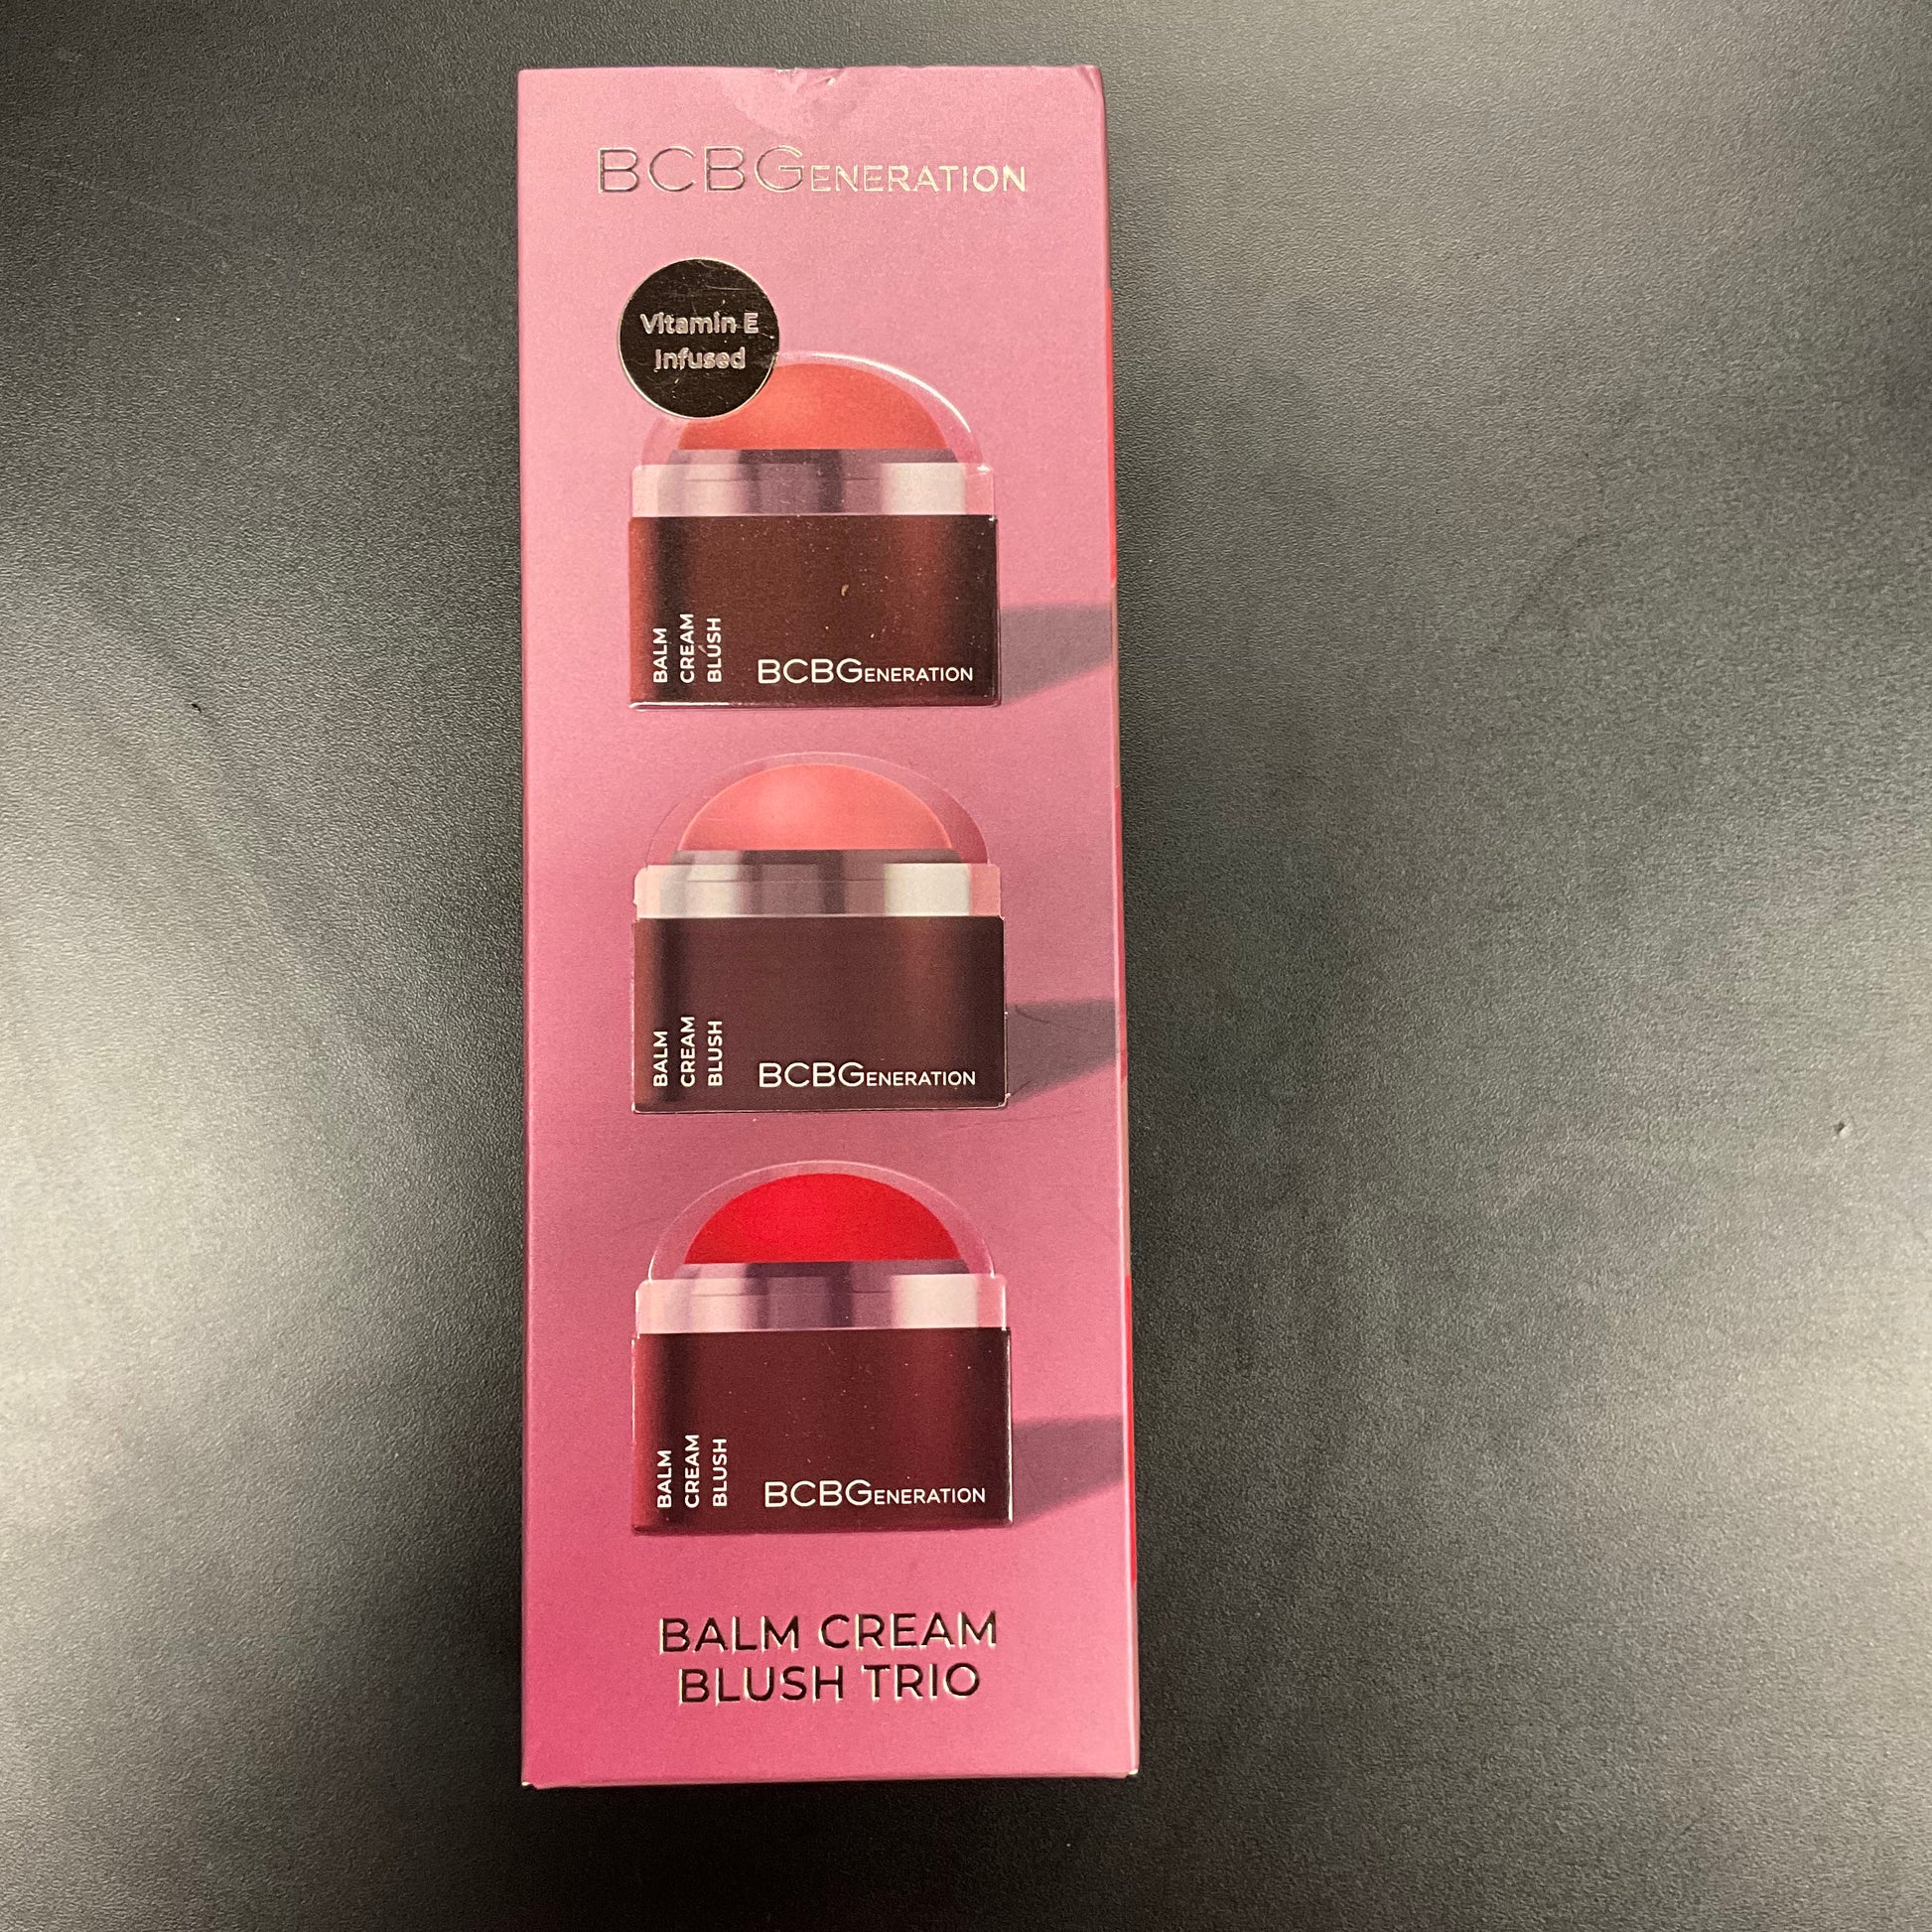 BCBGENERATION
Vitamin E
Infused
BALM
CREAM
BLUSH
BCBGENERATION
BALM
CREAM
BLUSH
BCBGENERATION
BALM
CREAM
BLUSH
BCBGENERATION
BALM CREAM
BLUSH TRIO